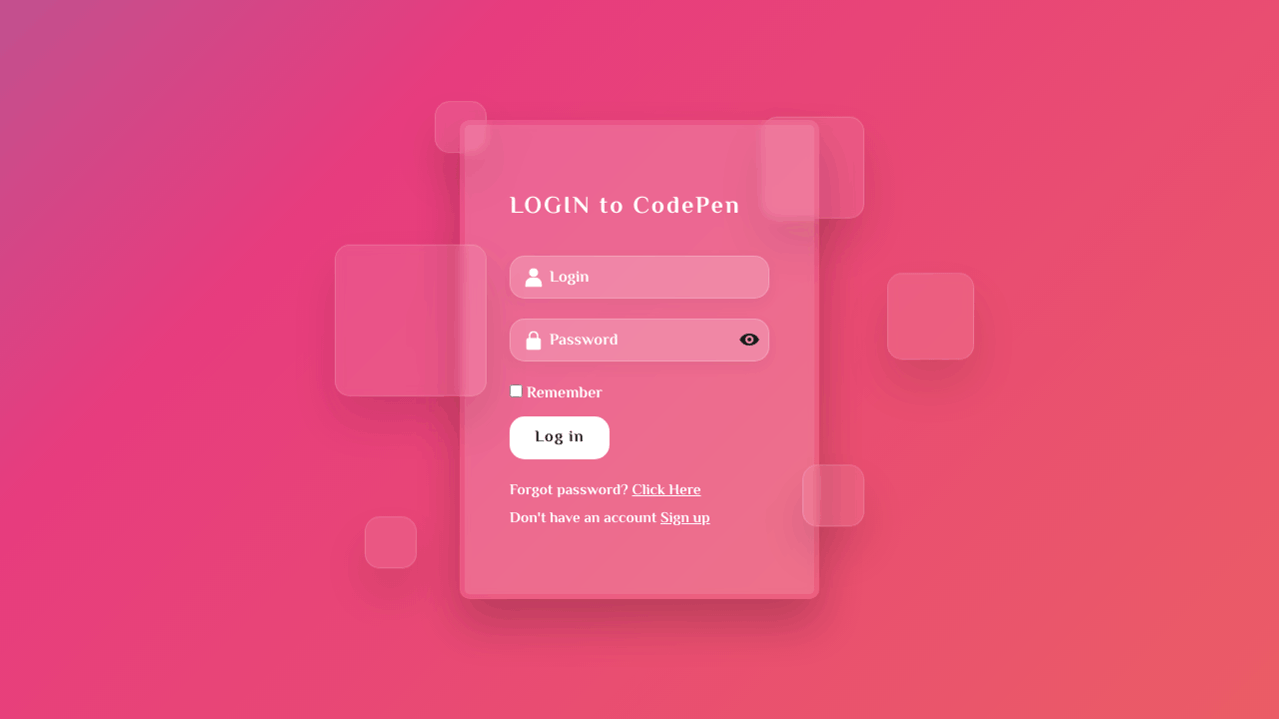 LOGIN to CodePen
Login
Password
Remember
Log in
Forgot password? Click Here
Don't have an account Sign up